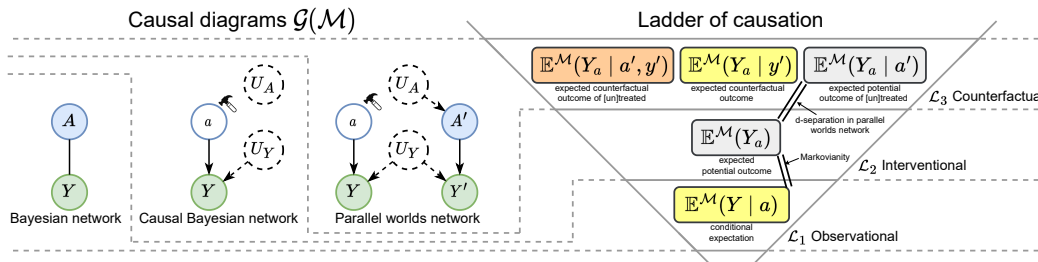 Causal diagrams 𝒢(ℳ)
Ladder of causation
A
Y
Bayesian network
U_A
a
U_Y
Y
Causal Bayesian network
U_A
a
A′
U_Y
Y
Y′
Parallel worlds network
𝔼^ℳ(Y_a | a′, y′)
expected counterfactual
outcome of [un]treated
𝔼^ℳ(Y_a | y′)
expected counterfactual
outcome
𝔼^ℳ(Y_a | a′)
expected potential
outcome of [un]treated
ℒ₃ Counterfactual
d-separation in parallel
worlds network
𝔼^ℳ(Y_a)
expected
potential outcome
Markovianity
ℒ₂ Interventional
𝔼^ℳ(Y | a)
conditional
expectation
ℒ₁ Observational